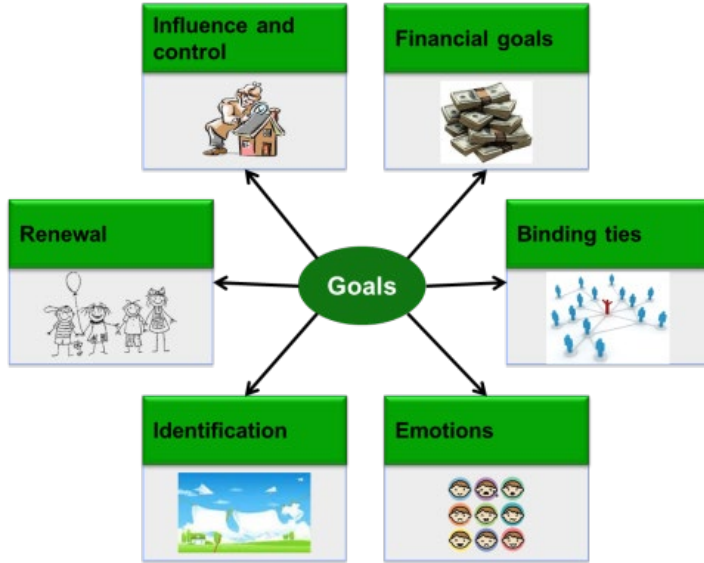 Influence and
control
Financial goals
Renewal
Goals
Binding ties
Identification
Emotions